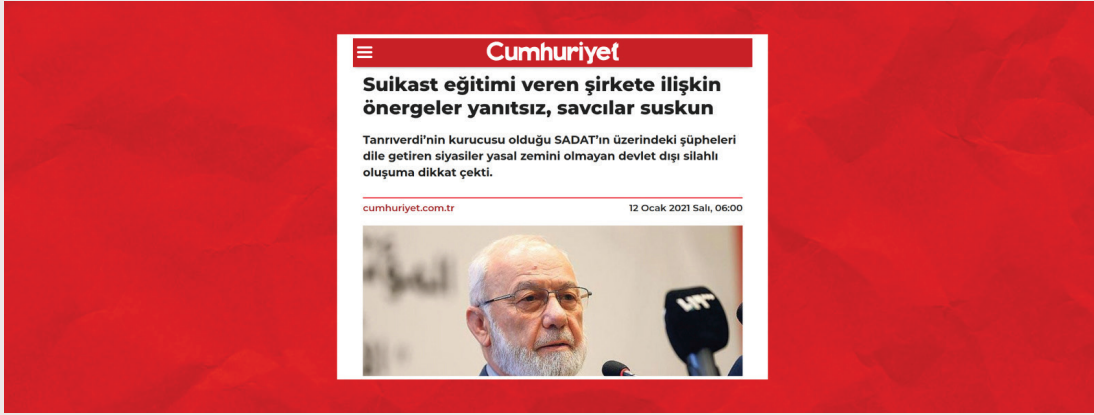 Cumhuriyet
Suikast eğitimi veren şirkete ilişkin
önergeler yanıtsız, savcılar suskun
Tanrıverdi'nin kurucusu olduğu SADAT'ın üzerindeki şüpheleri
dile getiren siyasiler yasal zemini olmayan devlet dışı silahlı
oluşuma dikkat çekti.
cumhuriyet.com.tr 12 Ocak 2021 Salı, 06:00